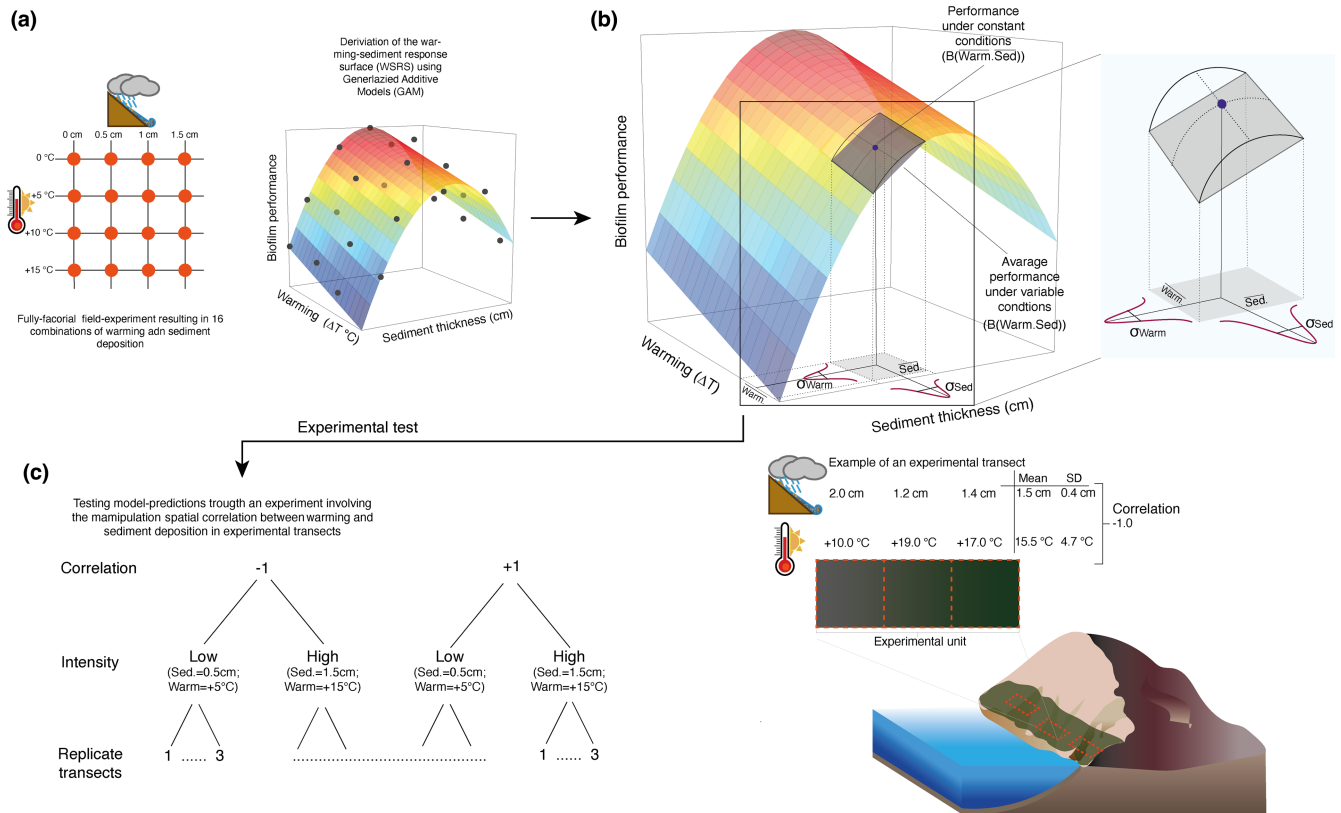 (a)
Deriviation of the war-
ming-sediment response
surface (WSRS) using
Generlazied Additive
Models (GAM)
0 cm 0.5 cm 1 cm 1.5 cm
0 °C
+5 °C
+10 °C
+15 °C
Fully-factorial field-experiment resulting in 16
combinations of warming adn sediment
deposition
Biofilm performance
Warming (ΔT °C)
Sediment thickness (cm)
(b)
Performance
under constant
conditions
(B(Warm.Sed))
Biofilm performance
Avarage
performance
under variable
condtions
(B(Warm.Sed))
Warming (ΔT)
Warm.
Sed.
σWarm
σSed
Sediment thickness (cm)
Warm.
Sed.
σWarm
σSed
Experimental test
(c)
Testing model-predictions trough an experiment involving
the mamipulation spatial correlation between warming and
sediment deposition in experimental transects
Correlation -1 +1
Intensity Low High Low High
(Sed.=0.5cm; (Sed.=1.5cm; (Sed.=0.5cm; (Sed.=1.5cm;
Warm=+5°C) Warm=+15°C) Warm=+5°C) Warm=+15°C)
Replicate
transects
1 ...... 3 ............................................... 1 ...... 3
Example of an experimental transect
Mean SD
2.0 cm 1.2 cm 1.4 cm 1.5 cm 0.4 cm
Correlation
-1.0
+10.0 °C +19.0 °C +17.0 °C 15.5 °C 4.7 °C
Experimental unit